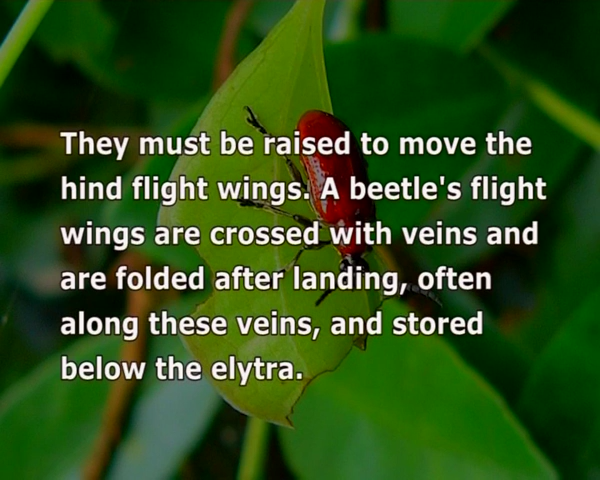 They must be raised to move the
hind flight wings. A beetle's flight
wings are crossed with veins and
are folded after landing, often
along these veins, and stored
below the elytra.